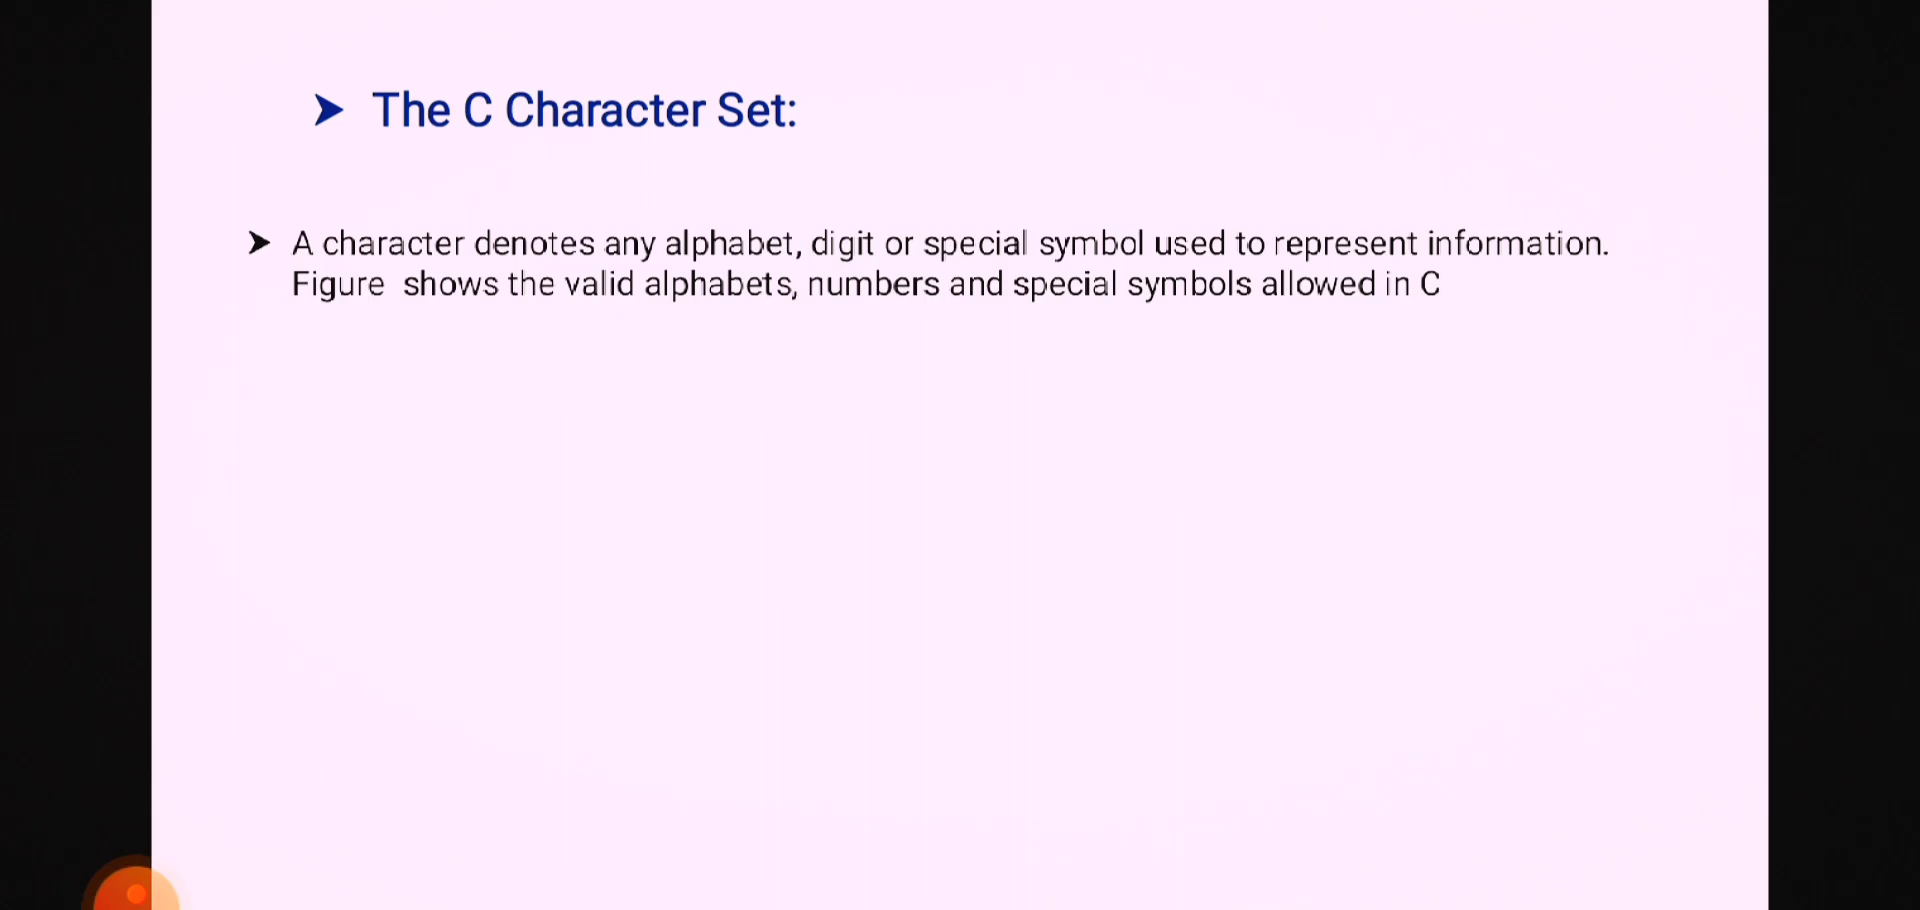 ➤ The C Character Set:
➤ A character denotes any alphabet, digit or special symbol used to represent information.
Figure shows the valid alphabets, numbers and special symbols allowed in C